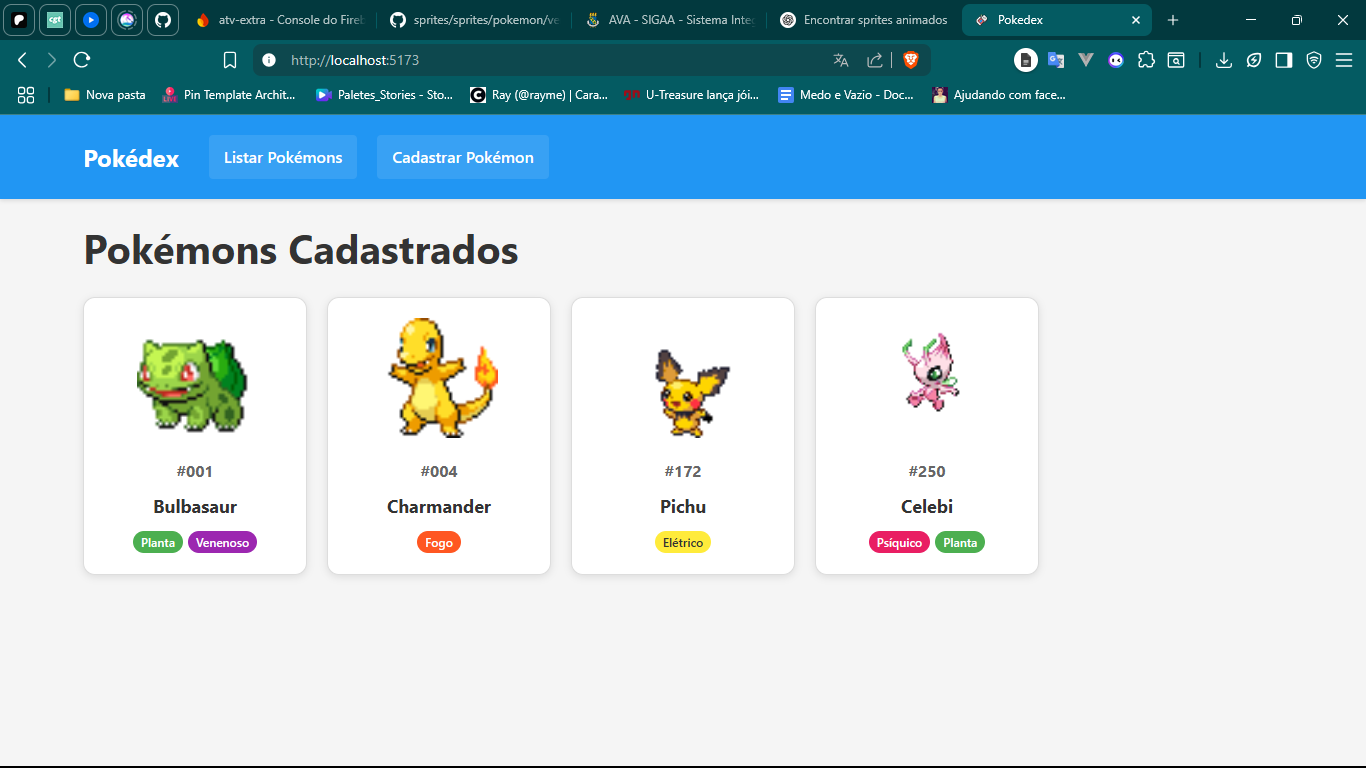 atv-extra - Console do Fireb
sprites/sprites/pokemon/ve
AVA - SIGAA - Sistema Inte
Encontrar sprites animados
Pokedex
http://localhost:5173
Nova pasta
Pin Template Archit...
Paletes_Stories - Sto...
Ray (@rayme) | Cara...
U-Treasure lança jói...
Medo e Vazio - Doc...
Ajudando com face...
Pokédex
Listar Pokémons
Cadastrar Pokémon
Pokémons Cadastrados
#001
Bulbasaur
Planta Venenoso
#004
Charmander
Fogo
#172
Pichu
Elétrico
#250
Celebi
Psíquico Planta